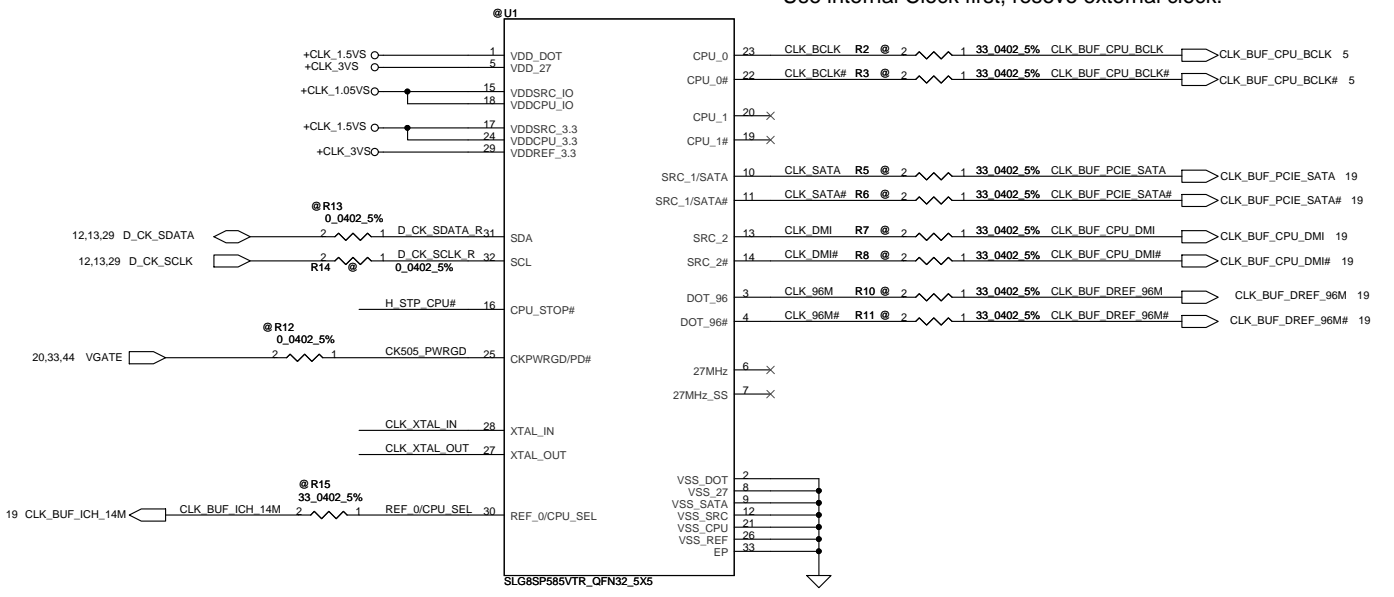 Use internal Clock first, resove external clock.
@ U1
+CLK_1.5VS 1 VDD_DOT
+CLK_3VS 5 VDD_27
+CLK_1.05VS 15 VDDSRC_IO
18 VDDCPU_IO
+CLK_1.5VS 17 VDDSRC_3.3
24 VDDCPU_3.3
+CLK_3VS 29 VDDREF_3.3
@ R13
0_0402_5%
12,13,29 D_CK_SDATA 2 1 D_CK_SDATA_R 31 SDA
12,13,29 D_CK_SCLK 2 1 D_CK_SCLK_R 32 SCL
R14 @ 0_0402_5%
H_STP_CPU# 16 CPU_STOP#
@ R12
0_0402_5%
20,33,44 VGATE 2 1 CK505_PWRGD 25 CKPWRGD/PD#
CLK_XTAL_IN 28 XTAL_IN
CLK_XTAL_OUT 27 XTAL_OUT
@ R15
33_0402_5%
19 CLK_BUF_ICH_14M CLK_BUF_ICH_14M 2 1 REF_0/CPU_SEL 30 REF_0/CPU_SEL
CPU_0 23 CLK_BCLK R2 @ 2 1 33_0402_5% CLK_BUF_CPU_BCLK CLK_BUF_CPU_BCLK 5
CPU_0# 22 CLK_BCLK# R3 @ 2 1 33_0402_5% CLK_BUF_CPU_BCLK# CLK_BUF_CPU_BCLK# 5
CPU_1 20
CPU_1# 19
SRC_1/SATA 10 CLK_SATA R5 @ 2 1 33_0402_5% CLK_BUF_PCIE_SATA CLK_BUF_PCIE_SATA 19
SRC_1/SATA# 11 CLK_SATA# R6 @ 2 1 33_0402_5% CLK_BUF_PCIE_SATA# CLK_BUF_PCIE_SATA# 19
SRC_2 13 CLK_DMI R7 @ 2 1 33_0402_5% CLK_BUF_CPU_DMI CLK_BUF_CPU_DMI 19
SRC_2# 14 CLK_DMI# R8 @ 2 1 33_0402_5% CLK_BUF_CPU_DMI# CLK_BUF_CPU_DMI# 19
DOT_96 3 CLK_96M R10 @ 2 1 33_0402_5% CLK_BUF_DREF_96M CLK_BUF_DREF_96M 19
DOT_96# 4 CLK_96M# R11 @ 2 1 33_0402_5% CLK_BUF_DREF_96M# CLK_BUF_DREF_96M# 19
27MHz 6
27MHz_SS 7
VSS_DOT 2
VSS_27 8
VSS_SATA 9
VSS_SRC 12
VSS_CPU 21
VSS_REF 26
EP 33
SLG8SP585VTR_QFN32_5X5